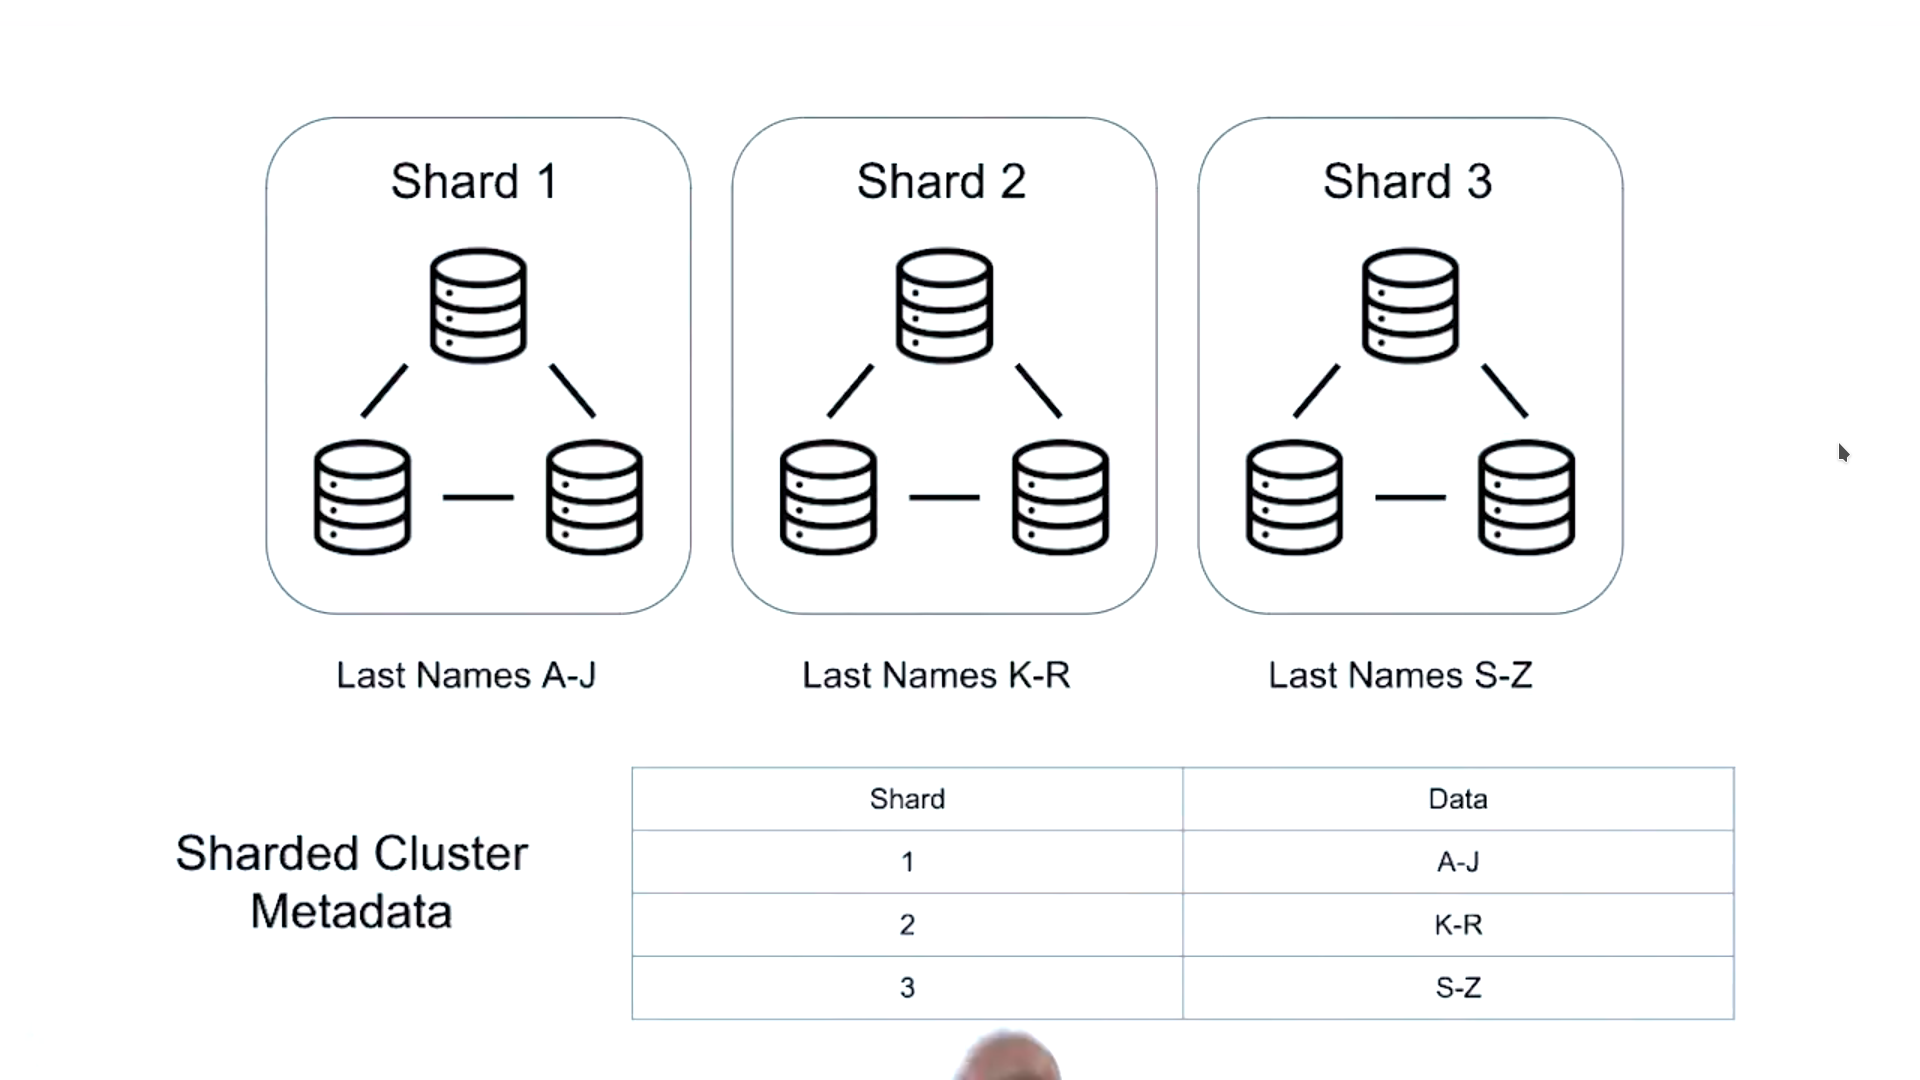 Shard 1
Shard 2
Shard 3
Last Names A-J
Last Names K-R
Last Names S-Z
Sharded Cluster
Metadata
Shard Data
1 A-J
2 K-R
3 S-Z